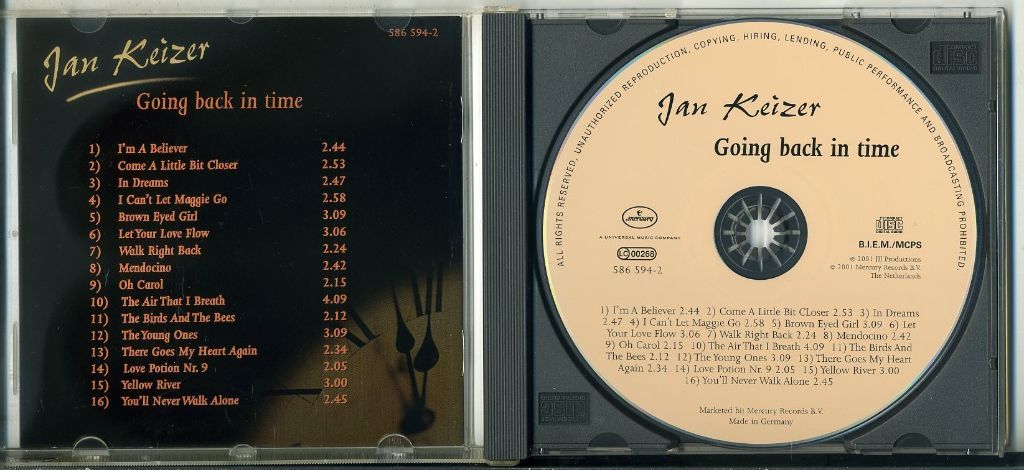 586 594-2
Jan Keizer
Going back in time
1) I'm A Believer 2.44
2) Come A Little Bit Closer 2.53
3) In Dreams 2.47
4) I Can't Let Maggie Go 2.58
5) Brown Eyed Girl 3.09
6) Let Your Love Flow 3.06
7) Walk Right Back 2.24
8) Mendocino 2.42
9) Oh Carol 2.15
10) The Air That I Breath 4.09
11) The Birds And The Bees 2.12
12) The Young Ones 3.09
13) There Goes My Heart Again 2.34
14) Love Potion Nr. 9 2.05
15) Yellow River 3.00
16) You'll Never Walk Alone 2.45
ALL RIGHTS RESERVED, UNAUTHORIZED REPRODUCTION, COPYING, HIRING, LENDING, PUBLIC PERFORMANCE AND BROADCASTING PROHIBITED.
Jan Keizer
Going back in time
mercury
A UNIVERSAL MUSIC COMPANY
LC 00268
586 594-2
COMPACT
disc
DIGITAL AUDIO
B.I.E.M./MCPS
℗ 2001 JJJ Productions
© 2001 Mercury Records B.V.
The Netherlands
1) I'm A Believer 2.44 2) Come A Little Bit CLoser 2.53 3) In Dreams
2.47 4) I Can't Let Maggie Go 2.58 5) Brown Eyed Girl 3.09 6) Let
Your Love Flow 3.06 7) Walk Right Back 2.24 8) Mendocino 2.42
9) Oh Carol 2.15 10) The Air That I Breath 4.09 11) The Birds And
The Bees 2.12 12) The Young Ones 3.09 13) There Goes My Heart
Again 2.34 14) Love Potion Nr. 9 2.05 15) Yellow River 3.00
16) You'll Never Walk Alone 2.45
Marketed bij Mercury Records B.V.
Made in Germany
COMPACT
disc
DIGITAL AUDIO